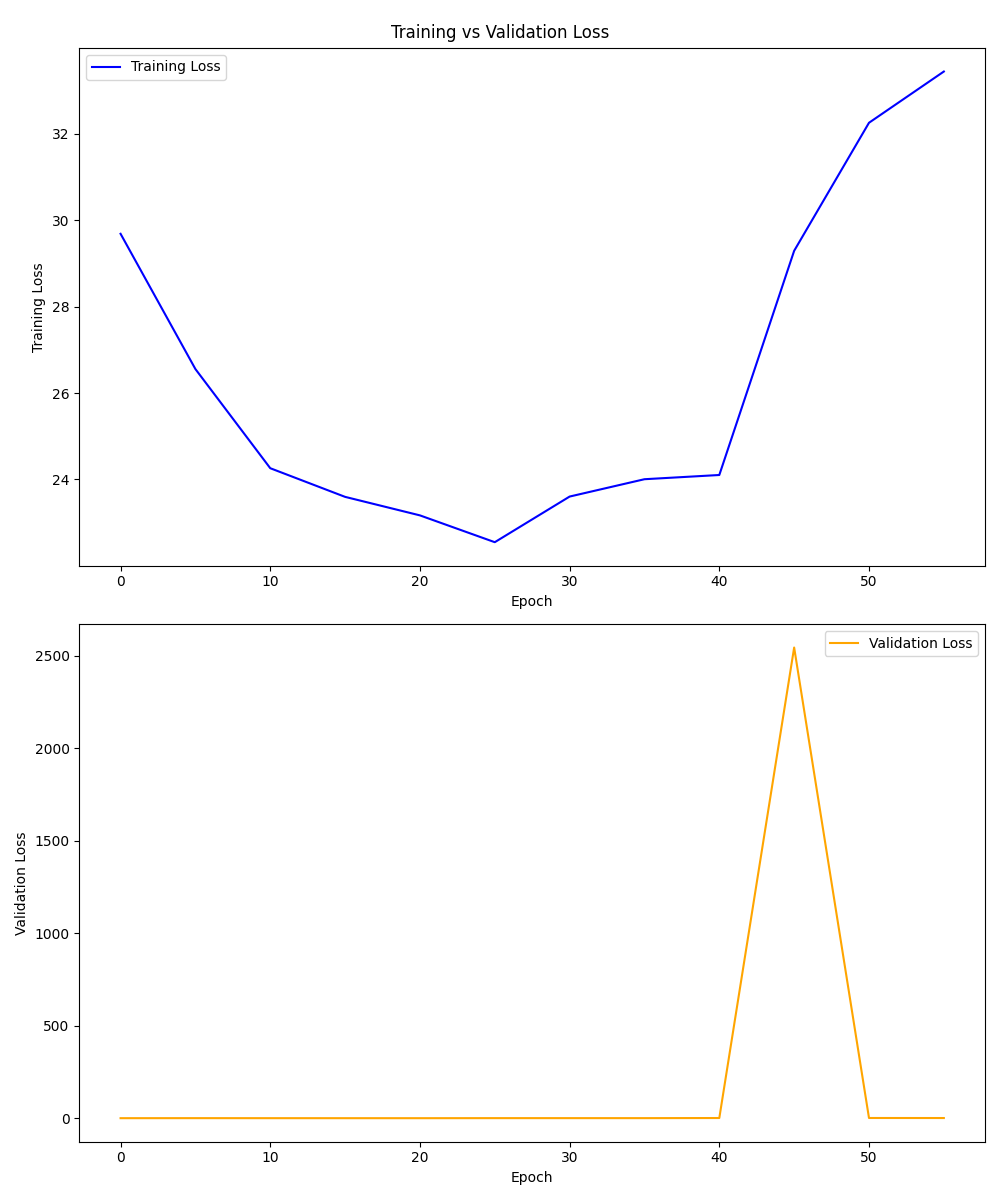 Training vs Validation Loss
Training Loss
Training Loss
32
30
28
26
24
0 10 20 30 40 50
Epoch
Validation Loss
Validation Loss
2500
2000
1500
1000
500
0
0 10 20 30 40 50
Epoch